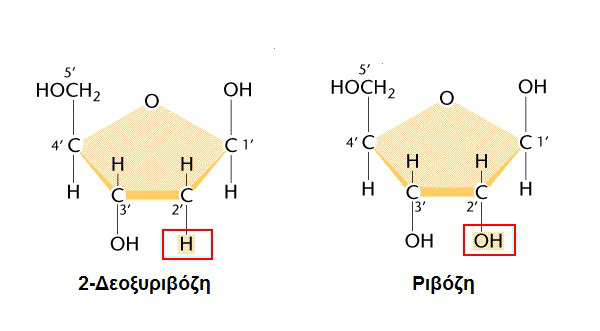 5′ 5′
HOCH2 O OH HOCH2 O OH
4′ C C 1′ 4′ C C 1′
H H H H H H H H
C C C C
3′ 2′ 3′ 2′
OH H OH OH
2-Δεοξυριβόζη Ριβόζη